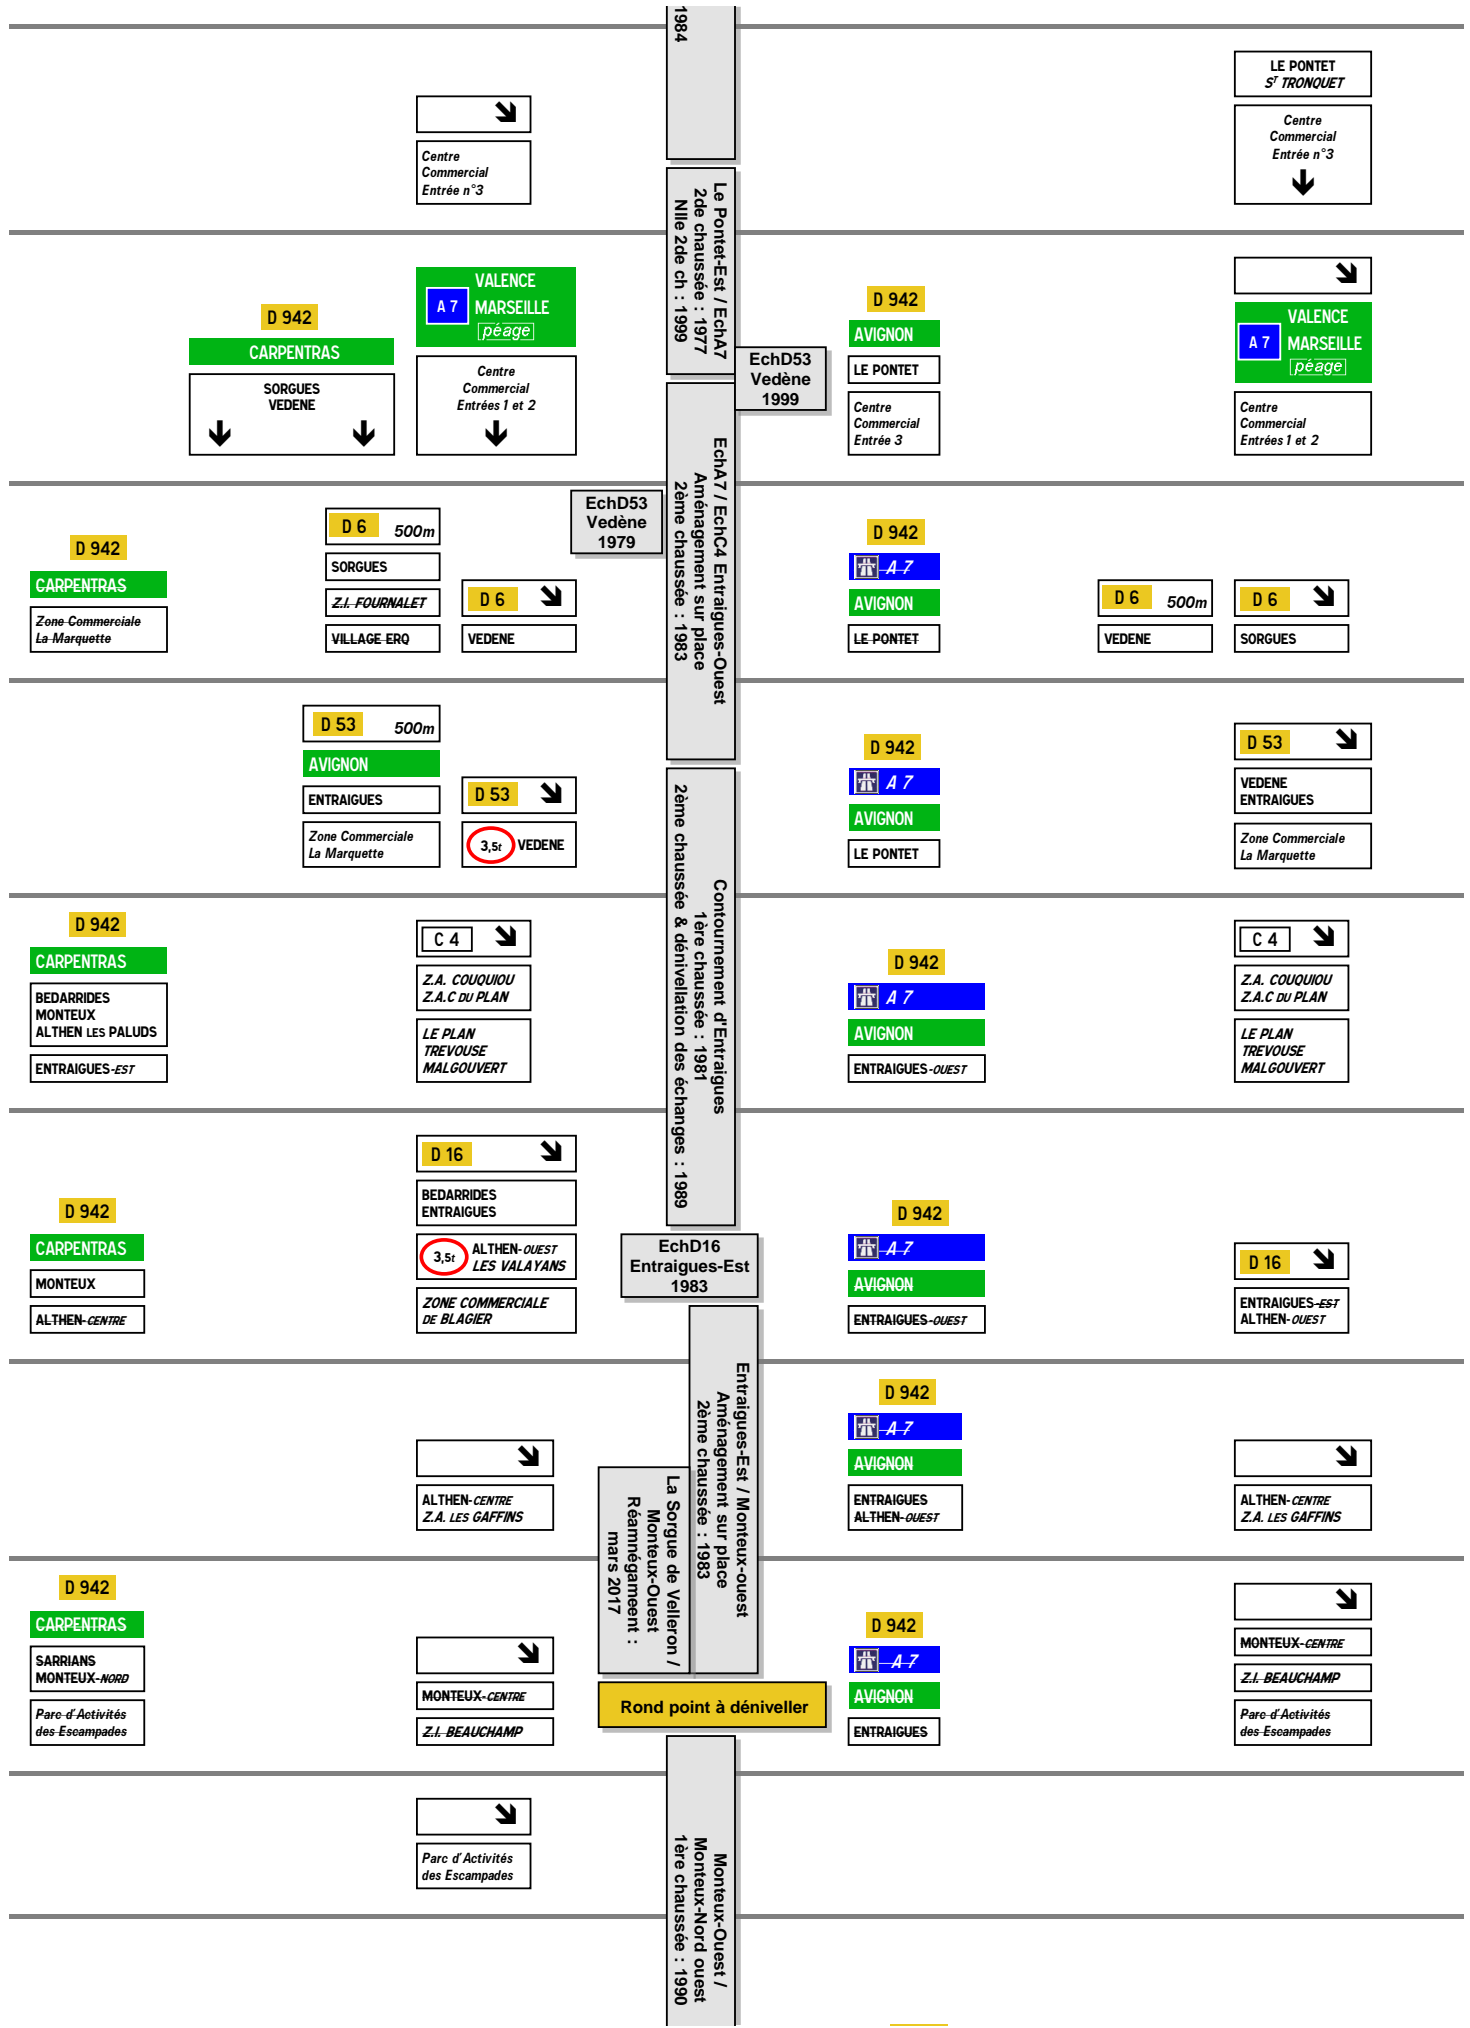 1984
LE PONTET
Sᵀ TRONQUET
Centre
Commercial
Entrée n°3
Centre
Commercial
Entrée n°3
Le Pontet-Est / EchA7
2de chaussée : 1977
Nlle 2de ch : 1999
D 942
CARPENTRAS
SORGUES
VEDENE
A 7
VALENCE
MARSEILLE
péage
Centre
Commercial
Entrées 1 et 2
EchD53
Vedène
1999
D 942
AVIGNON
LE PONTET
Centre
Commercial
Entrée 3
A 7
VALENCE
MARSEILLE
péage
Centre
Commercial
Entrées 1 et 2
EchA7 / EchC4 Entraigues-Ouest
Aménagement sur place
2ème chaussée : 1983
D 942
CARPENTRAS
Zone Commerciale
La Marquette
D 6 500m
SORGUES
Z.I. FOURNALET
VILLAGE ERQ
D 6
VEDENE
EchD53
Vedène
1979
D 942
A 7
AVIGNON
LE PONTET
D 6 500m
VEDENE
D 6
SORGUES
D 53 500m
AVIGNON
ENTRAIGUES
Zone Commerciale
La Marquette
D 53
3,5t VEDENE
D 942
A 7
AVIGNON
LE PONTET
D 53
VEDENE
ENTRAIGUES
Zone Commerciale
La Marquette
Contournement d'Entraigues
1ère chaussée : 1981
2ème chaussée & dénivellation des échanges : 1989
D 942
CARPENTRAS
BEDARRIDES
MONTEUX
ALTHEN LES PALUDS
ENTRAIGUES-EST
C 4
Z.A. COUQUIOU
Z.A.C DU PLAN
LE PLAN
TREVOUSE
MALGOUVERT
D 942
A 7
AVIGNON
ENTRAIGUES-OUEST
C 4
Z.A. COUQUIOU
Z.A.C DU PLAN
LE PLAN
TREVOUSE
MALGOUVERT
D 942
CARPENTRAS
MONTEUX
ALTHEN-CENTRE
D 16
BEDARRIDES
ENTRAIGUES
3,5t ALTHEN-OUEST
LES VALAYANS
ZONE COMMERCIALE
DE BLAGIER
EchD16
Entraigues-Est
1983
D 942
A 7
AVIGNON
ENTRAIGUES-OUEST
D 16
ENTRAIGUES-EST
ALTHEN-OUEST
Entraigues-Est / Monteux-ouest
Aménagement sur place
2ème chaussée : 1983
ALTHEN-CENTRE
Z.A. LES GAFFINS
D 942
A 7
AVIGNON
ENTRAIGUES
ALTHEN-OUEST
ALTHEN-CENTRE
Z.A. LES GAFFINS
La Sorgue de Velleron /
Monteux-Ouest
Réamnégameent :
mars 2017
D 942
CARPENTRAS
SARRIANS
MONTEUX-NORD
Parc d'Activités
des Escampades
MONTEUX-CENTRE
Z.I. BEAUCHAMP
Rond point à déniveller
D 942
A 7
AVIGNON
ENTRAIGUES
MONTEUX-CENTRE
Z.I. BEAUCHAMP
Parc d'Activités
des Escampades
Parc d'Activités
des Escampades
Monteux-Ouest /
Monteux-Nord ouest
1ère chaussée : 1990